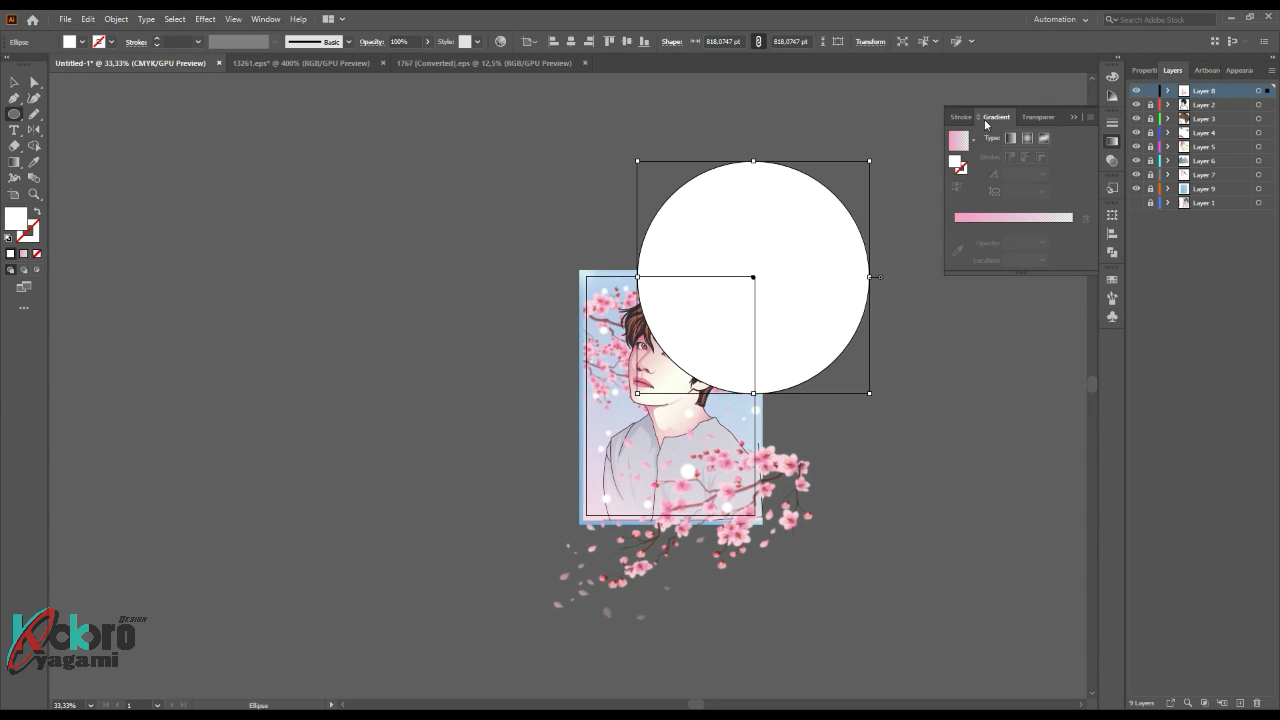 File Edit Object Type Select Effect View Window Help
Automation
Search Adobe Stock
Ellipse
Stroke:
Basic
Opacity: 100%
Style:
Shape:
818,0747 pt
818,0747 pt
Transform
Untitled-1* @ 33,33% (CMYK/GPU Preview)
13261.eps* @ 400% (RGB/GPU Preview)
1767 [Converted].eps @ 12,5% (RGB/GPU Preview)
Properti Layers Artboar Appeara
Stroke Gradient Transparer
Type:
Stroke:
Opacity:
Location:
Layer 8
Layer 2
Layer 3
Layer 4
Layer 5
Layer 6
Layer 7
Layer 9
Layer 1
Kokoro
Design
yagami
33,33%
1
Ellipse
9 Layers